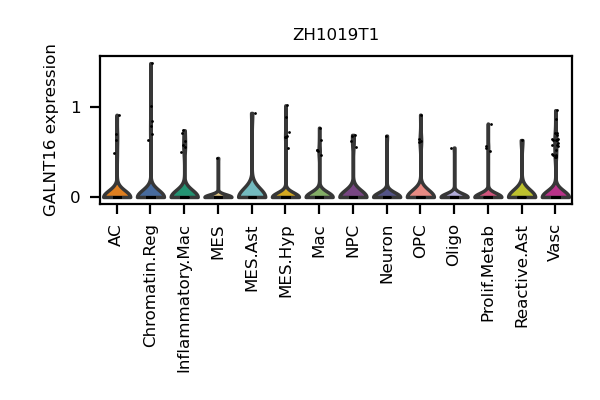 ZH1019T1
GALNT16 expression
1
0
AC
Chromatin.Reg
Inflammatory.Mac
MES
MES.Ast
MES.Hyp
Mac
NPC
Neuron
OPC
Oligo
Prolif.Metab
Reactive.Ast
Vasc